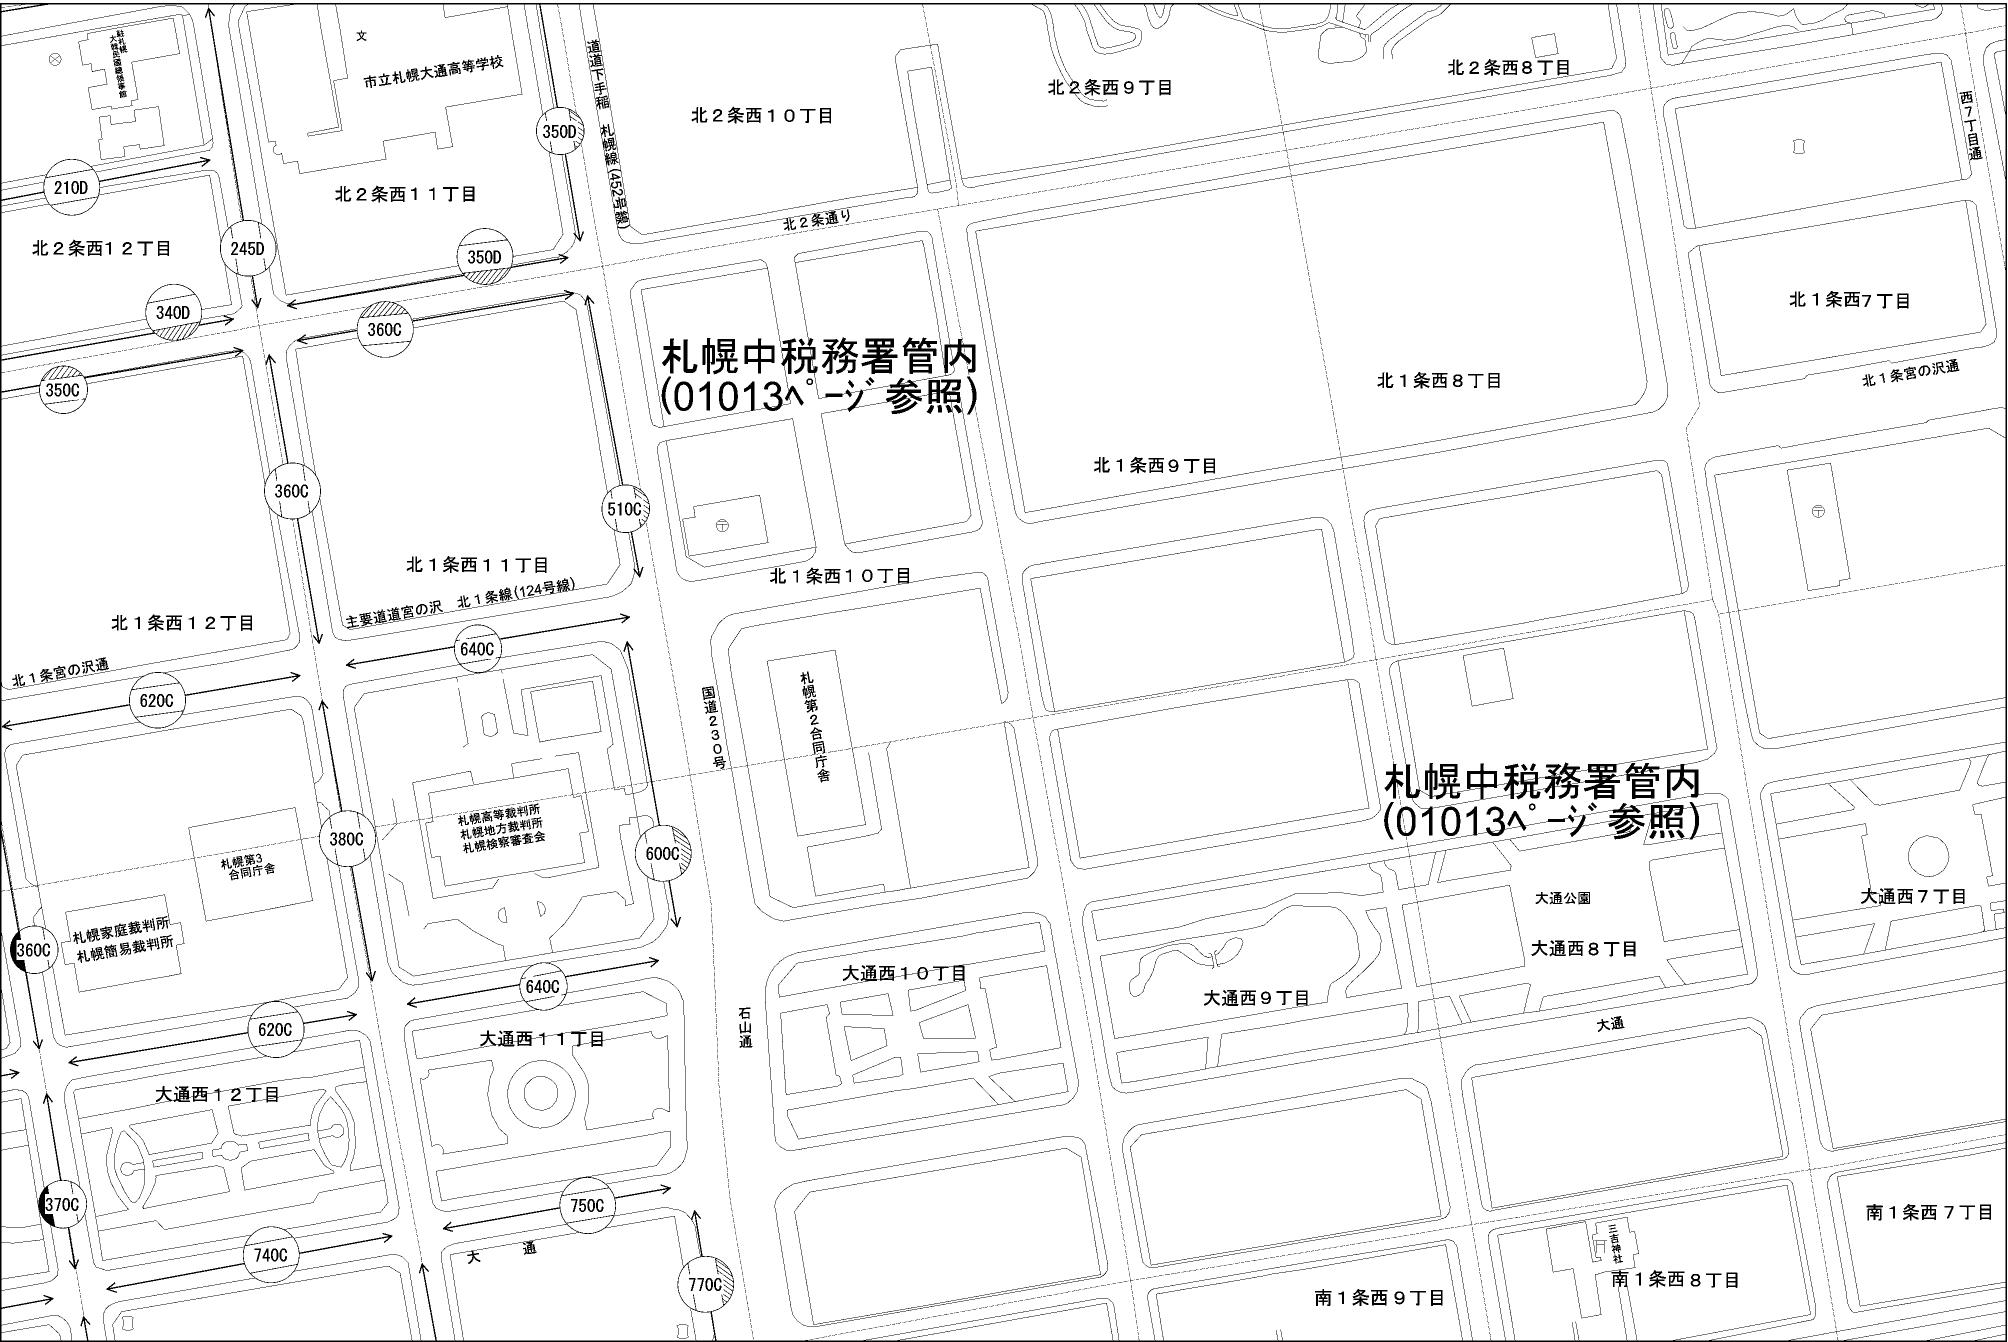 駐札幌
大韓民國總領事館
文
市立札幌大通高等学校
道道下手稲 札幌線(452号線)
350D
北2条西10丁目
北2条西9丁目
北2条西8丁目
西7丁目通
210D
北2条西11丁目
北2条西12丁目
245D
350D
北2条通り
340D
360C
350C
北1条西7丁目
札幌中税務署管内
(01013ページ参照)
北1条西8丁目
北1条宮の沢通
北1条西9丁目
360C
510C
〒
〒
北1条西11丁目
北1条西10丁目
主要道道宮の沢 北1条線(124号線)
北1条西12丁目
640C
北1条宮の沢通
620C
国道230号
札幌第2合同庁舎
札幌中税務署管内
(01013ページ参照)
札幌高等裁判所
札幌地方裁判所
札幌検察審査会
380C
600C
札幌第3
合同庁舎
大通公園
大通西7丁目
札幌家庭裁判所
札幌簡易裁判所
360C
大通西8丁目
大通西10丁目
640C
大通西9丁目
石山通
620C
大通西11丁目
大通
大通西12丁目
370C
750C
740C
大 通
770C
南1条西7丁目
三吉神社
南1条西8丁目
南1条西9丁目